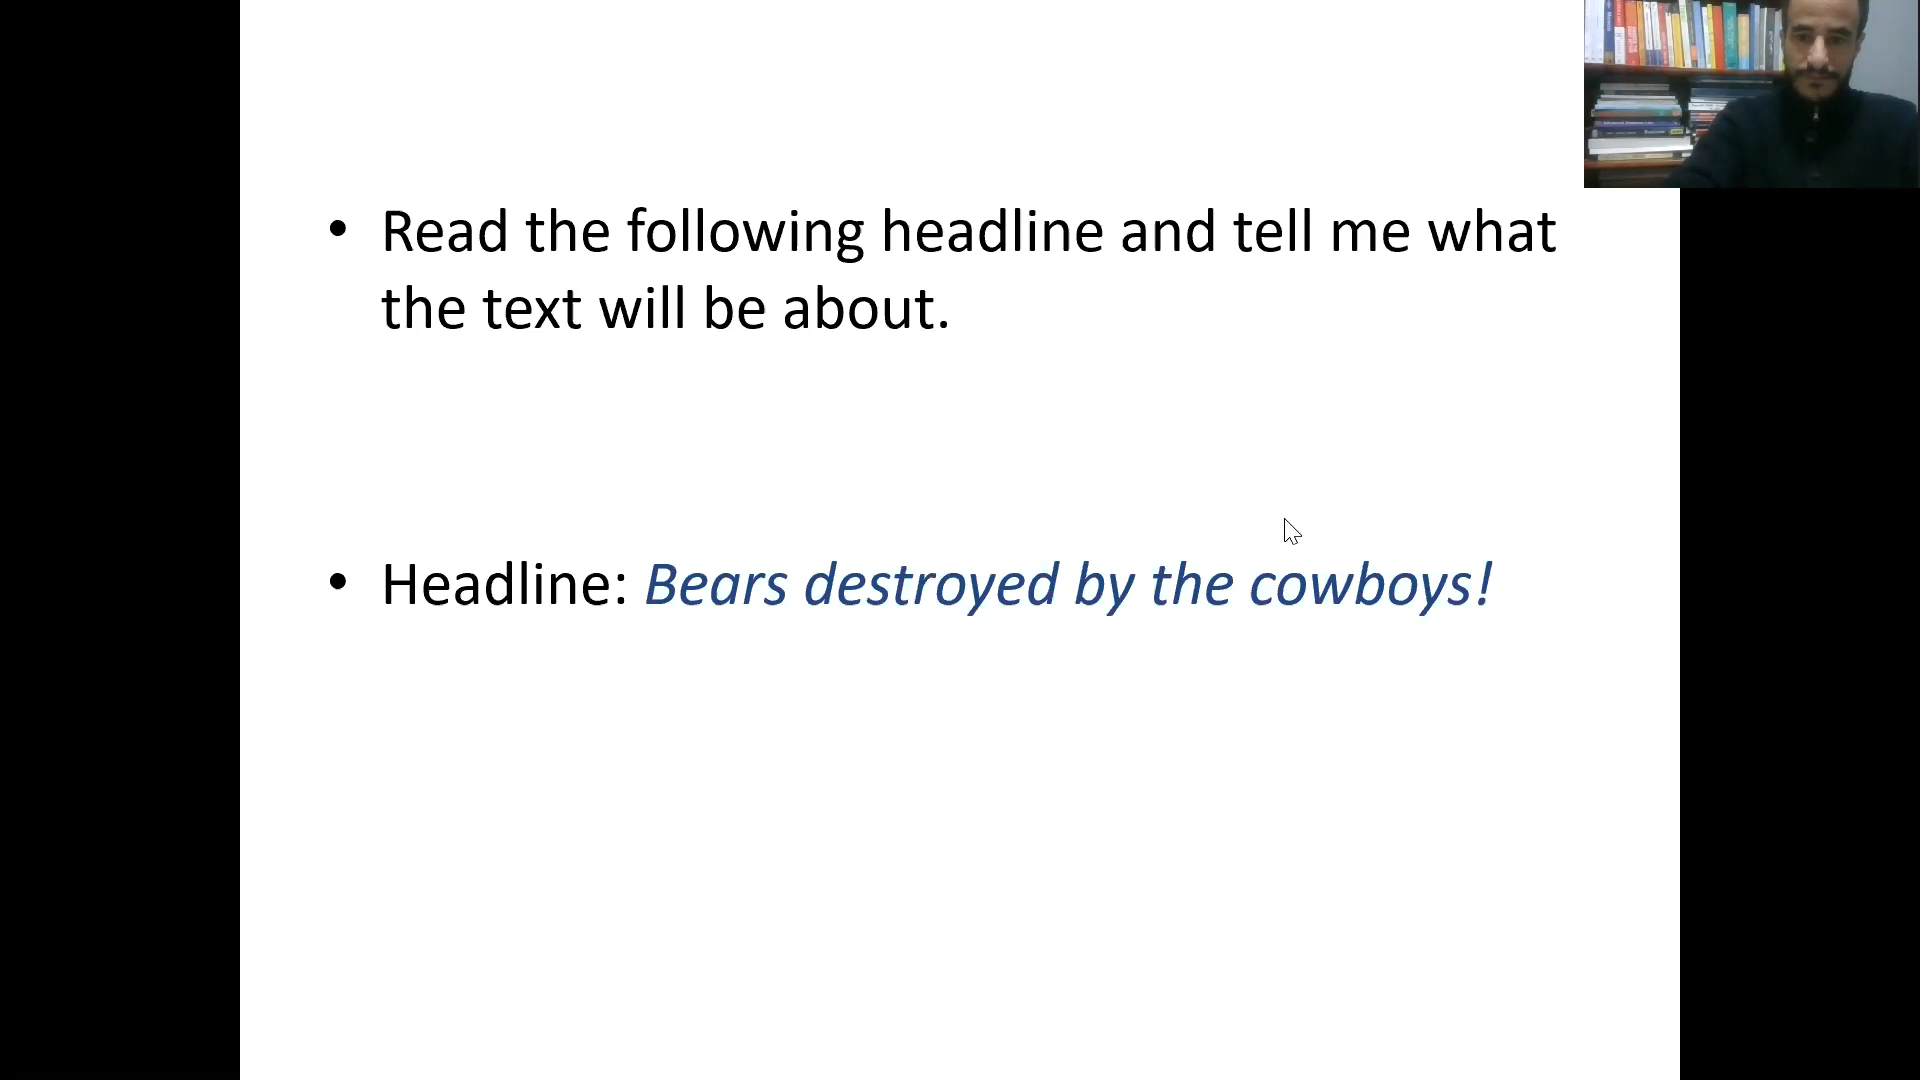 • Read the following headline and tell me what
the text will be about.
• Headline: Bears destroyed by the cowboys!